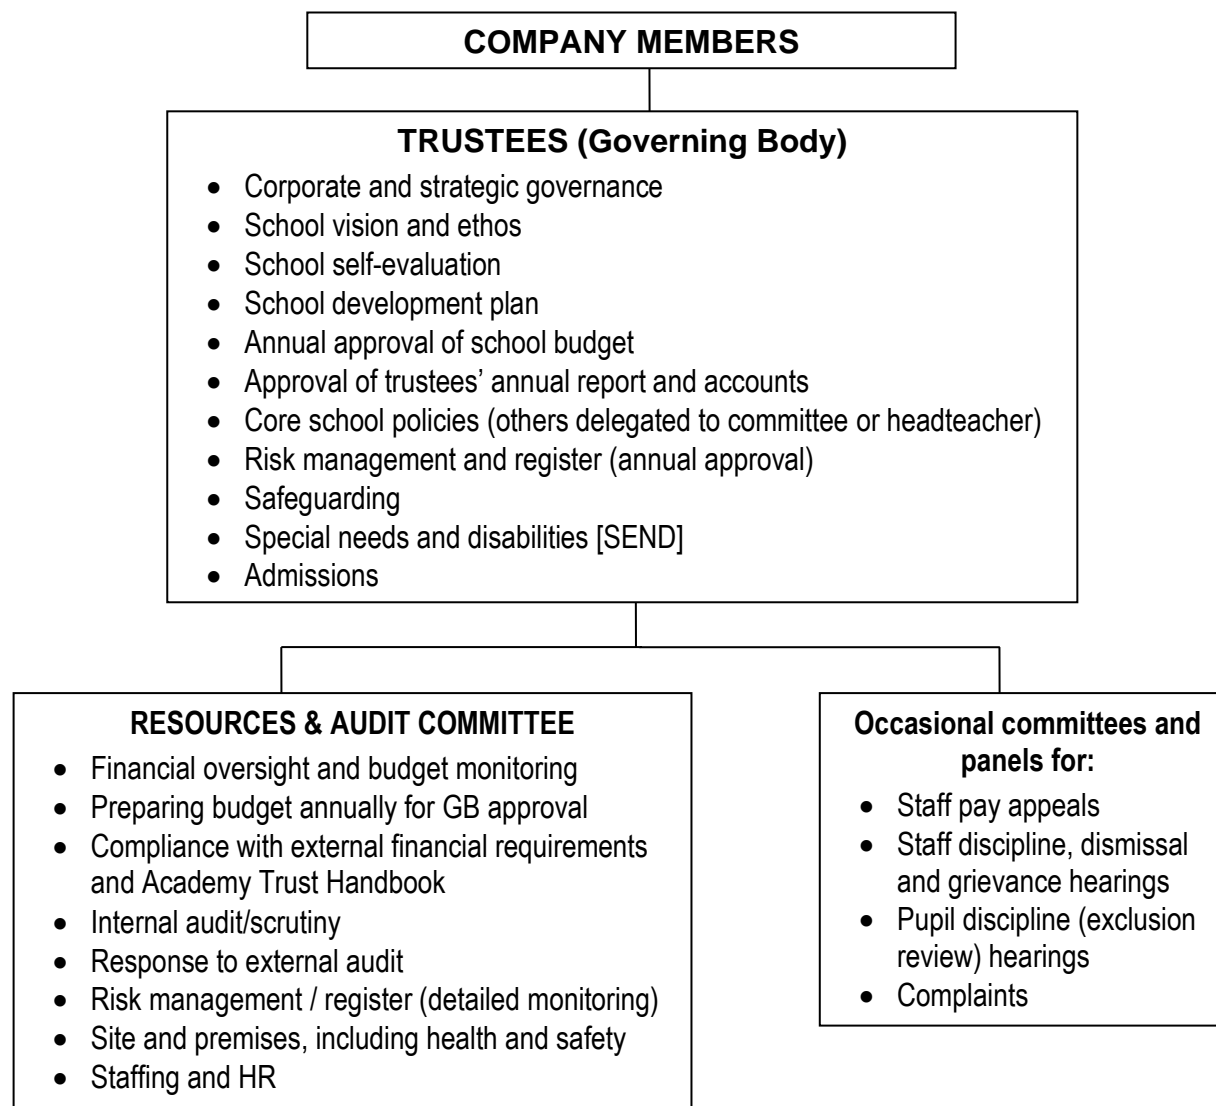 COMPANY MEMBERS
TRUSTEES (Governing Body)
• Corporate and strategic governance
• School vision and ethos
• School self-evaluation
• School development plan
• Annual approval of school budget
• Approval of trustees’ annual report and accounts
• Core school policies (others delegated to committee or headteacher)
• Risk management and register (annual approval)
• Safeguarding
• Special needs and disabilities [SEND]
• Admissions
RESOURCES & AUDIT COMMITTEE
• Financial oversight and budget monitoring
• Preparing budget annually for GB approval
• Compliance with external financial requirements
and Academy Trust Handbook
• Internal audit/scrutiny
• Response to external audit
• Risk management / register (detailed monitoring)
• Site and premises, including health and safety
• Staffing and HR
Occasional committees and
panels for:
• Staff pay appeals
• Staff discipline, dismissal
and grievance hearings
• Pupil discipline (exclusion
review) hearings
• Complaints